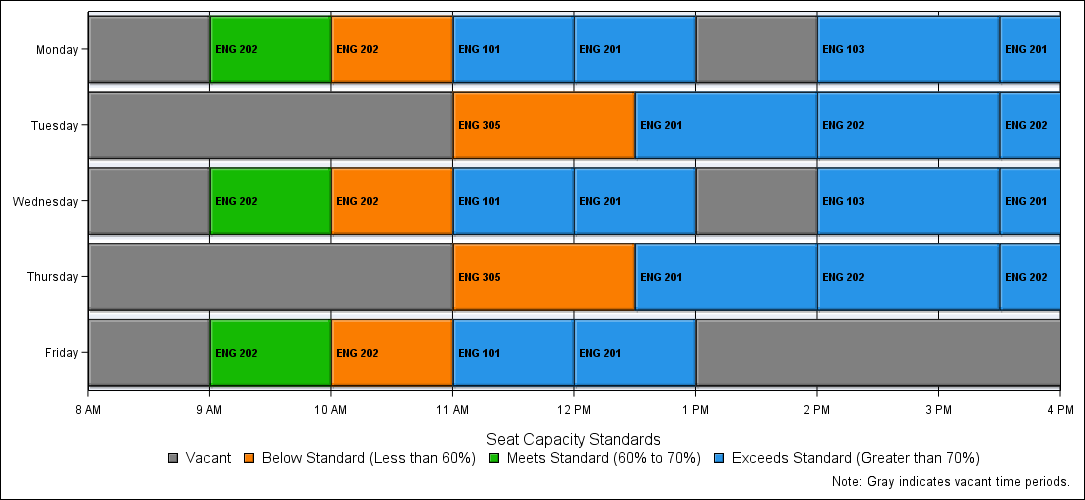 Monday
ENG 202
ENG 202
ENG 101
ENG 201
ENG 103
ENG 201
Tuesday
ENG 305
ENG 201
ENG 202
ENG 202
Wednesday
ENG 202
ENG 202
ENG 101
ENG 201
ENG 103
ENG 201
Thursday
ENG 305
ENG 201
ENG 202
ENG 202
Friday
ENG 202
ENG 202
ENG 101
ENG 201
8 AM 9 AM 10 AM 11 AM 12 PM 1 PM 2 PM 3 PM 4 PM
Seat Capacity Standards
Vacant Below Standard (Less than 60%) Meets Standard (60% to 70%) Exceeds Standard (Greater than 70%)
Note: Gray indicates vacant time periods.